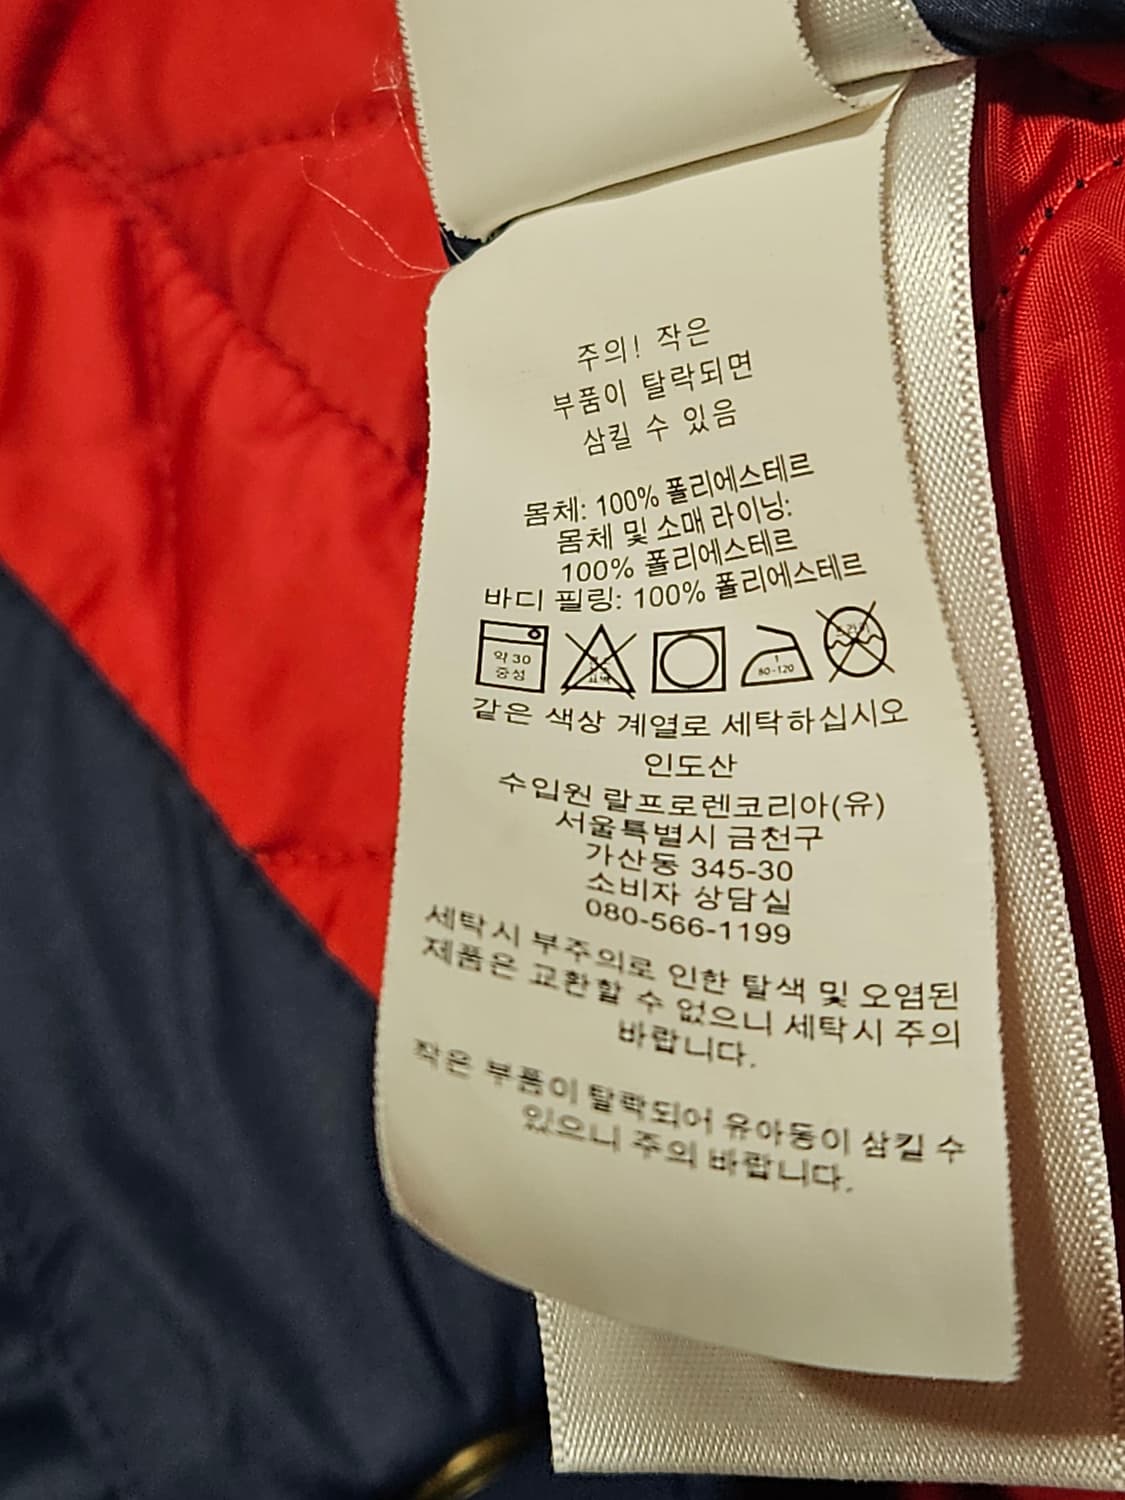 주의! 작은
부품이 탈락되면
삼킬 수 있음
몸체: 100% 폴리에스테르
몸체 및 소매 라이닝:
100% 폴리에스테르
바디 필링: 100% 폴리에스테르
약 30
중성
1
80-120
같은 색상 계열로 세탁하십시오
인도산
수입원 랄프로렌코리아(유)
서울특별시 금천구
가산동 345-30
소비자 상담실
080-566-1199
세탁시 부주의로 인한 탈색 및 오염된
제품은 교환할 수 없으니 세탁시 주의
바랍니다.
작은 부품이 탈락되어 유아동이 삼킬 수
있으니 주의 바랍니다.